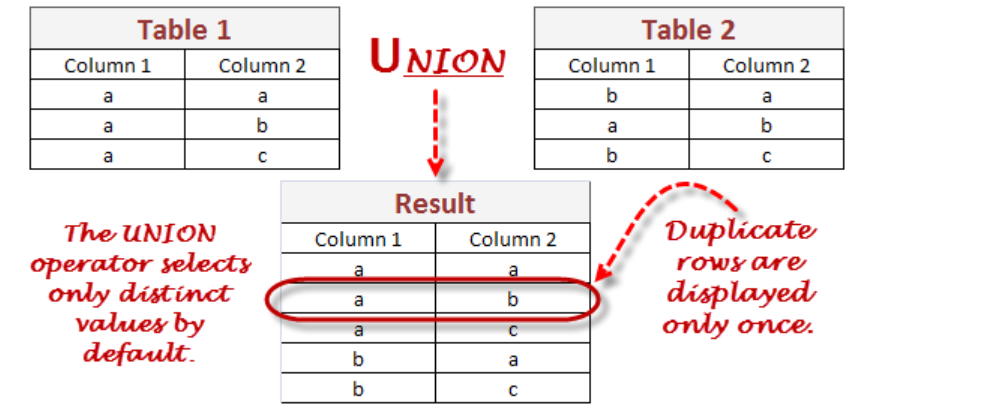 Table 1
Column 1 Column 2
a a
a b
a c
UNION
Table 2
Column 1 Column 2
b a
a b
b c
The UNION
operator selects
only distinct
values by
default.
Result
Column 1 Column 2
a a
a b
a c
b a
b c
Duplicate
rows are
displayed
only once.